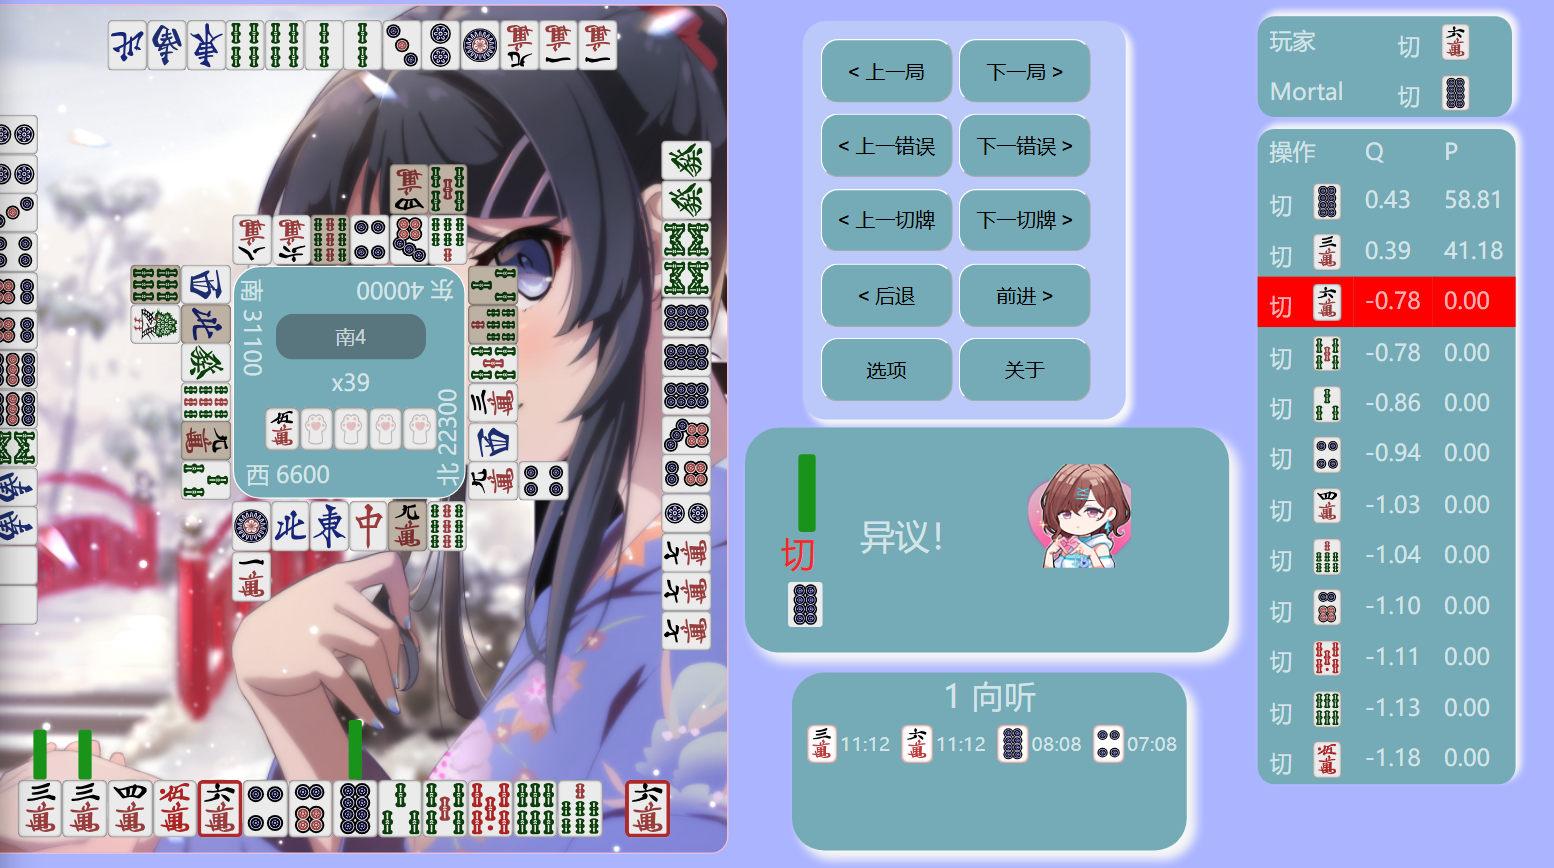 南 31100
东 40000
南4
x39
西 6600
北 22300
< 上一局
下一局 >
< 上一错误
下一错误 >
< 上一切牌
下一切牌 >
< 后退
前进 >
选项
关于
切
异议！
1 向听
11:12
11:12
08:08
07:08
玩家 切
Mortal 切
操作 Q P
切 0.43 58.81
切 0.39 41.18
切 -0.78 0.00
切 -0.78 0.00
切 -0.86 0.00
切 -0.94 0.00
切 -1.03 0.00
切 -1.04 0.00
切 -1.10 0.00
切 -1.11 0.00
切 -1.13 0.00
切 -1.18 0.00